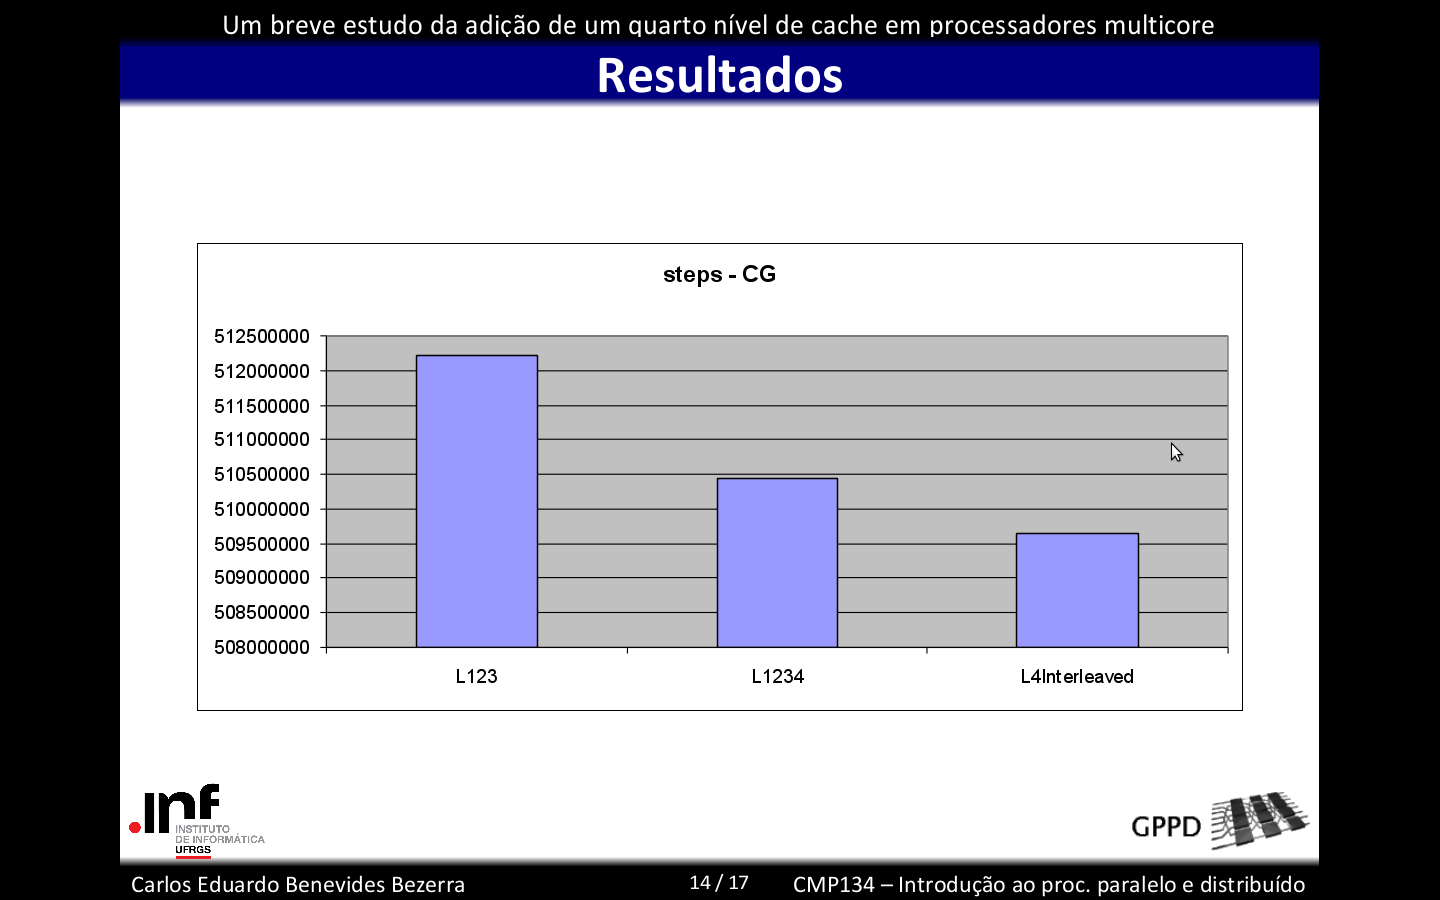 Um breve estudo da adição de um quarto nível de cache em processadores multicore
Resultados
steps - CG
512500000
512000000
511500000
511000000
510500000
510000000
509500000
509000000
508500000
508000000
L123 L1234 L4Interleaved
.inf
INSTITUTO
DE INFORMÁTICA
UFRGS
GPPD
Carlos Eduardo Benevides Bezerra 14 / 17 CMP134 – Introdução ao proc. paralelo e distribuído